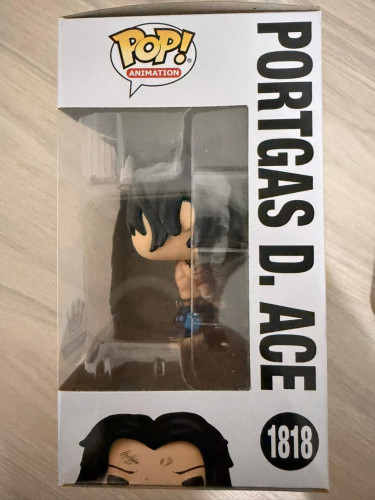 POP!
ANIMATION
PORTGAS D. ACE
1818